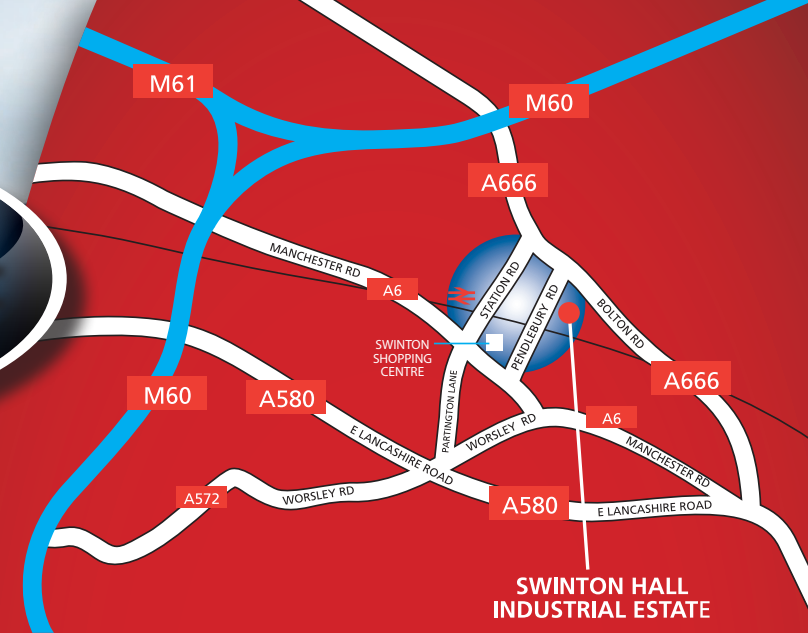 M61
M60
A666
MANCHESTER RD
A6
STATION RD
PENDLEBURY RD
BOLTON RD
SWINTON
SHOPPING
CENTRE
M60
A580
A666
PARTINGTON LANE
E LANCASHIRE ROAD
WORSLEY RD
A6
MANCHESTER RD
A572
WORSLEY RD
A580
E LANCASHIRE ROAD
SWINTON HALL
INDUSTRIAL ESTATE